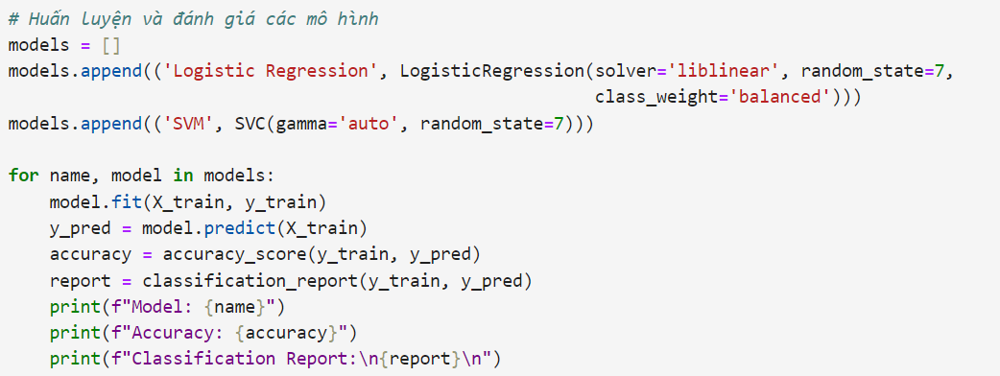 # Huấn luyện và đánh giá các mô hình
models = []
models.append(('Logistic Regression', LogisticRegression(solver='liblinear', random_state=7,
class_weight='balanced')))
models.append(('SVM', SVC(gamma='auto', random_state=7)))
for name, model in models:
model.fit(X_train, y_train)
y_pred = model.predict(X_train)
accuracy = accuracy_score(y_train, y_pred)
report = classification_report(y_train, y_pred)
print(f"Model: {name}")
print(f"Accuracy: {accuracy}")
print(f"Classification Report:\n{report}\n")